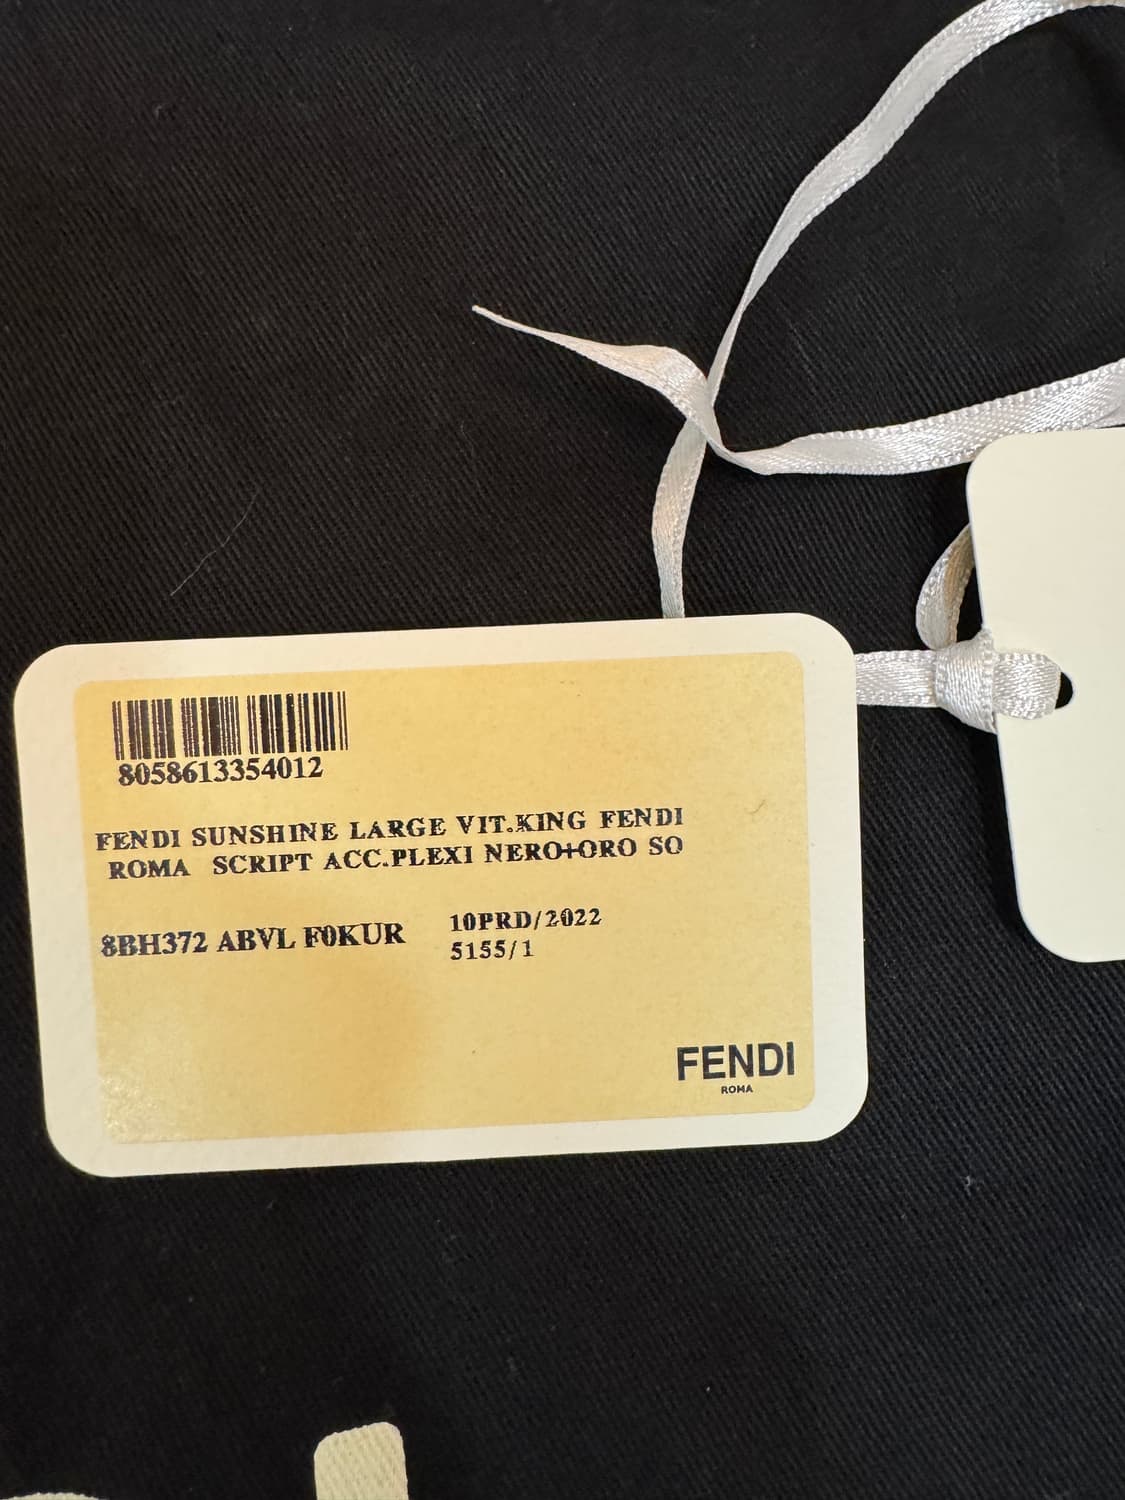 8058613354012
FENDI SUNSHINE LARGE VIT.KING FENDI
ROMA SCRIPT ACC.PLEXI NERO+ORO SO
8BH372 ABVL F0KUR
10PRD/2022
5155/1
FENDI
ROMA